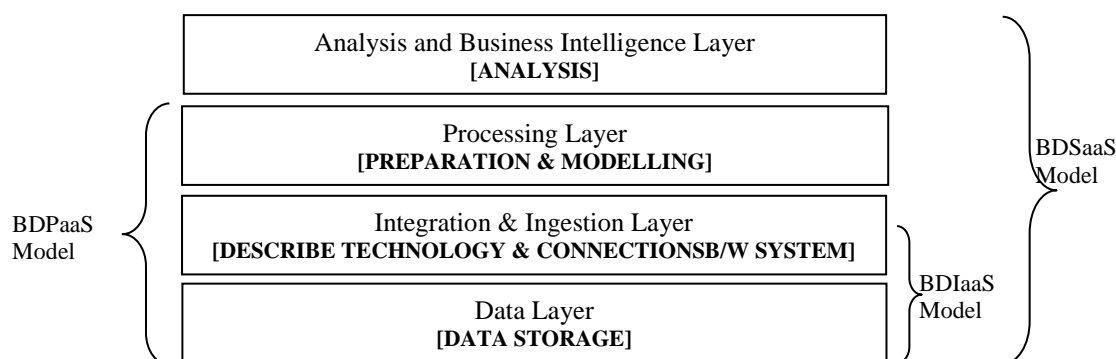 Analysis and Business Intelligence Layer
[ANALYSIS]
Processing Layer
[PREPARATION & MODELLING]
BDSaaS
Model
Integration & Ingestion Layer
[DESCRIBE TECHNOLOGY & CONNECTIONSB/W SYSTEM]
BDPaaS
Model
BDIaaS
Model
Data Layer
[DATA STORAGE]